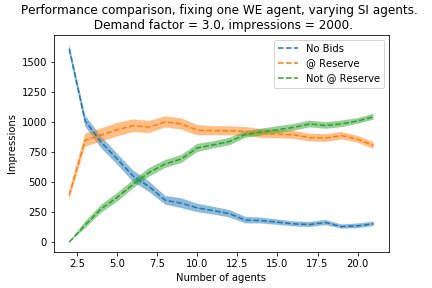 Performance comparison, fixing one WE agent, varying SI agents.
Demand factor = 3.0, impressions = 2000.
No Bids
@ Reserve
Not @ Reserve
Impressions
1500
1250
1000
750
500
250
0
2.5 5.0 7.5 10.0 12.5 15.0 17.5 20.0
Number of agents